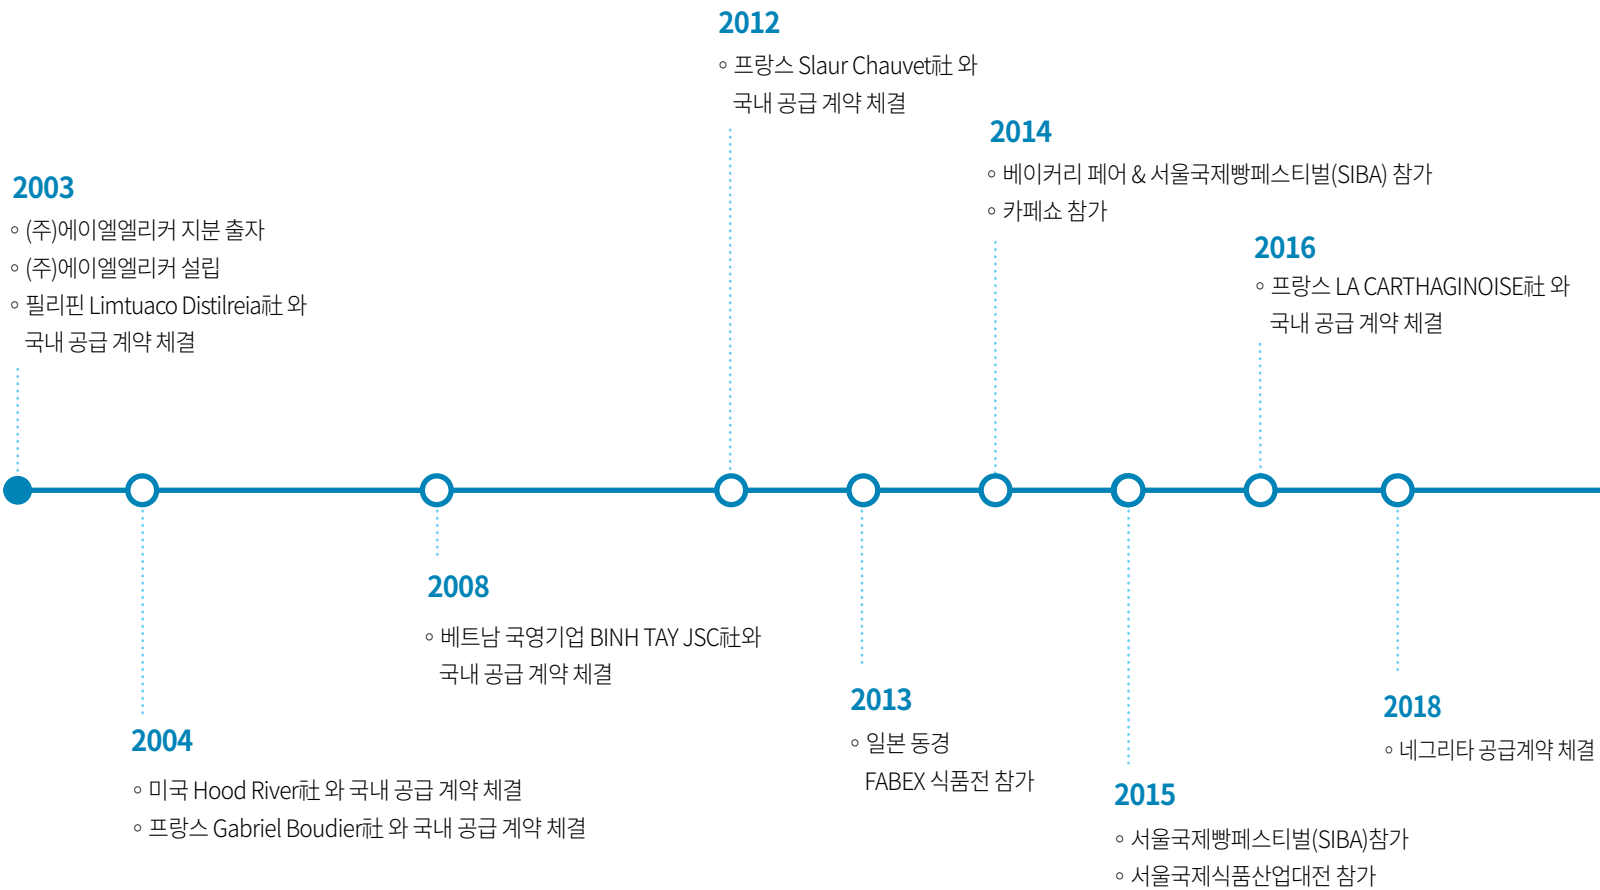 2003
◦ (주)에이엘엘리커 지분 출자
◦ (주)에이엘엘리커 설립
◦ 필리핀 Limtuaco Distilreia社 와
국내 공급 계약 체결
2004
◦ 미국 Hood River社 와 국내 공급 계약 체결
◦ 프랑스 Gabriel Boudier社 와 국내 공급 계약 체결
2008
◦ 베트남 국영기업 BINH TAY JSC社와
국내 공급 계약 체결
2012
◦ 프랑스 Slaur Chauvet社 와
국내 공급 계약 체결
2013
◦ 일본 동경
FABEX 식품전 참가
2014
◦ 베이커리 페어 & 서울국제빵페스티벌(SIBA) 참가
◦ 카페쇼 참가
2015
◦ 서울국제빵페스티벌(SIBA)참가
◦ 서울국제식품산업대전 참가
2016
◦ 프랑스 LA CARTHAGINOISE社 와
국내 공급 계약 체결
2018
◦ 네그리타 공급계약 체결